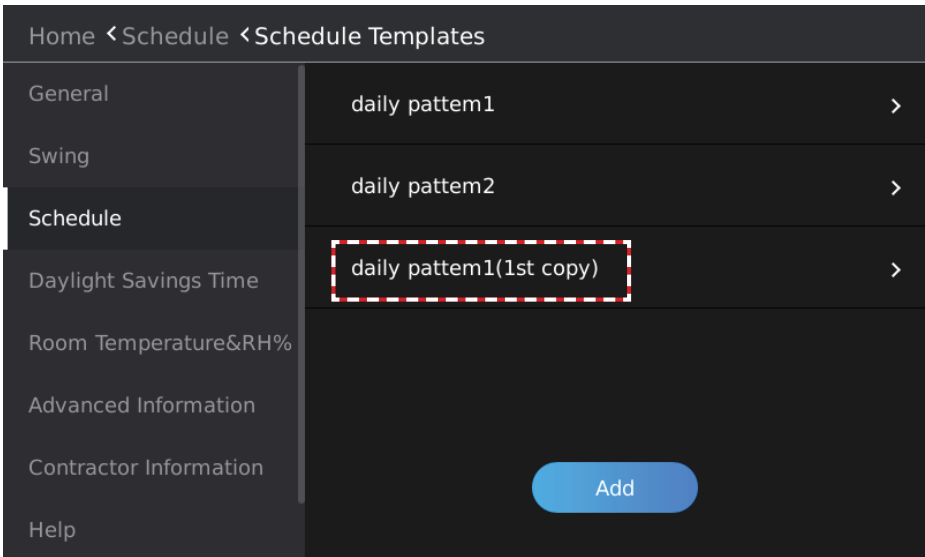 Home < Schedule < Schedule Templates
General
Swing
Schedule
Daylight Savings Time
Room Temperature&RH%
Advanced Information
Contractor Information
Help
daily pattem1
daily pattem2
daily pattem1(1st copy)
Add